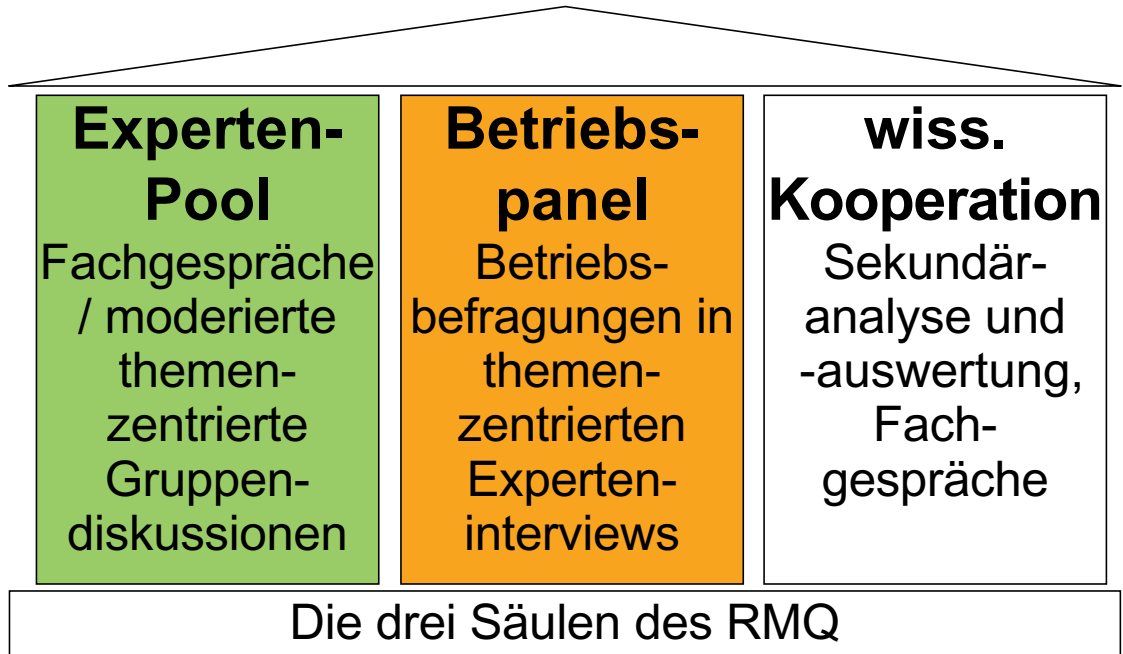 Experten-
Pool
Fachgespräche
/ moderierte
themen-
zentrierte
Gruppen-
diskussionen
Betriebs-
panel
Betriebs-
befragungen in
themen-
zentrierten
Experten-
interviews
wiss.
Kooperation
Sekundär-
analyse und
-auswertung,
Fach-
gespräche
Die drei Säulen des RMQ